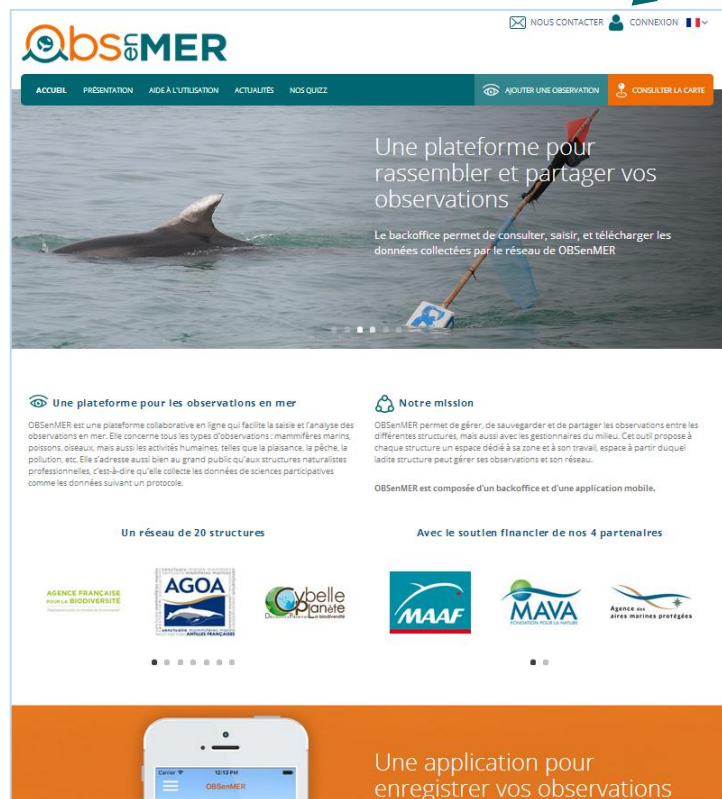 NOUS CONTACTER CONNEXION
ObsenMER
ACCUEIL PRÉSENTATION AIDE À L'UTILISATION ACTUALITÉS NOS QUIZZ AJOUTER UNE OBSERVATION CONSULTER LA CARTE
Une plateforme pour
rassembler et partager vos
observations
Le backoffice permet de consulter, saisir, et télécharger les
données collectées par le réseau de OBSenMER
Une plateforme pour les observations en mer
OBSenMER est une plateforme collaborative en ligne qui facilite la saisie et l'analyse des
observations en mer. Elle concerne tous les types d'observations : mammifères marins,
poissons, oiseaux, mais aussi les activités humaines, telles que la plaisance, la pêche, la
pollution, etc. Elle s'adresse aussi bien au grand public qu'aux structures naturalistes
professionnelles, c'est-à-dire qu'elle collecte les données de sciences participatives
comme les données suivant un protocole.
Notre mission
OBSenMER permet de gérer, de sauvegarder et de partager les observations entre les
différentes structures, mais aussi avec les gestionnaires du milieu. Cet outil propose à
chaque structure un espace dédié à sa zone et à son travail, espace à partir duquel
ladite structure peut gérer ses observations et son réseau.
OBSenMER est composée d'un backoffice et d'une application mobile.
Un réseau de 20 structures
AGENCE FRANÇAISE
POUR LA BIODIVERSITÉ
AGOA
ANTILLES FRANÇAISES
Cybelle
Planète
Avec le soutien financier de nos 4 partenaires
MAAF
MAVA
FONDATION POUR LA NATURE
Agence des
aires marines protégées
Carrier 12:13 PM
OBSenMER
Une application pour
enregistrer vos observations